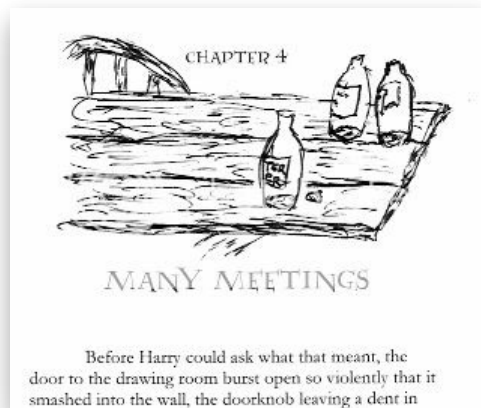 CHAPTER 4
MANY MEETINGS
Before Harry could ask what that meant, the
door to the drawing room burst open so violently that it
smashed into the wall, the doorknob leaving a dent in